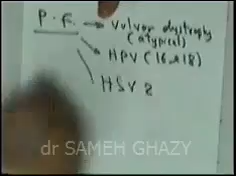 P.F. → Vulvar dystrophy
(atypical)
HPV (16,18)
HSV 2
dr SAMEH GHAZY